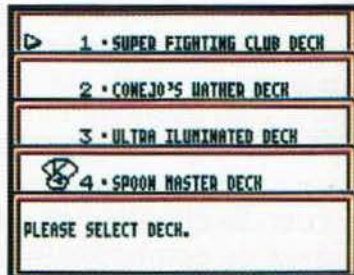 1 • SUPER FIGHTING CLUB DECK
2 • CONEJO'S WATHER DECK
3 • ULTRA ILUMINATED DECK
4 • SPOON MASTER DECK
PLEASE SELECT DECK.